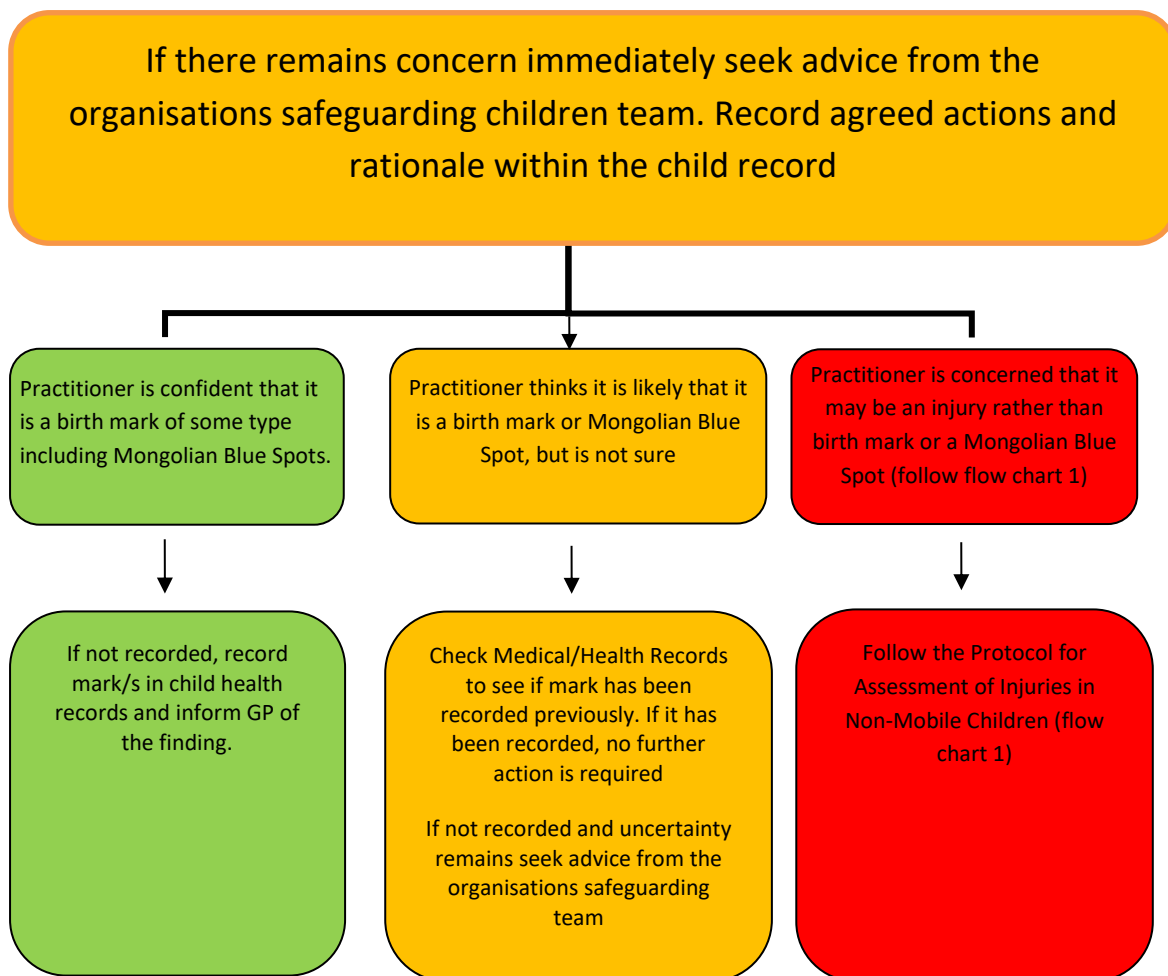 If there remains concern immediately seek advice from the
organisations safeguarding children team. Record agreed actions and
rationale within the child record
Practitioner is confident that it
is a birth mark of some type
including Mongolian Blue Spots.
Practitioner thinks it is likely that it
is a birth mark or Mongolian Blue
Spot, but is not sure
Practitioner is concerned that it
may be an injury rather than
birth mark or a Mongolian Blue
Spot (follow flow chart 1)
If not recorded, record
mark/s in child health
records and inform GP of
the finding.
Check Medical/Health Records
to see if mark has been
recorded previously. If it has
been recorded, no further
action is required
If not recorded and uncertainty
remains seek advice from the
organisations safeguarding
team
Follow the Protocol for
Assessment of Injuries in
Non-Mobile Children (flow
chart 1)